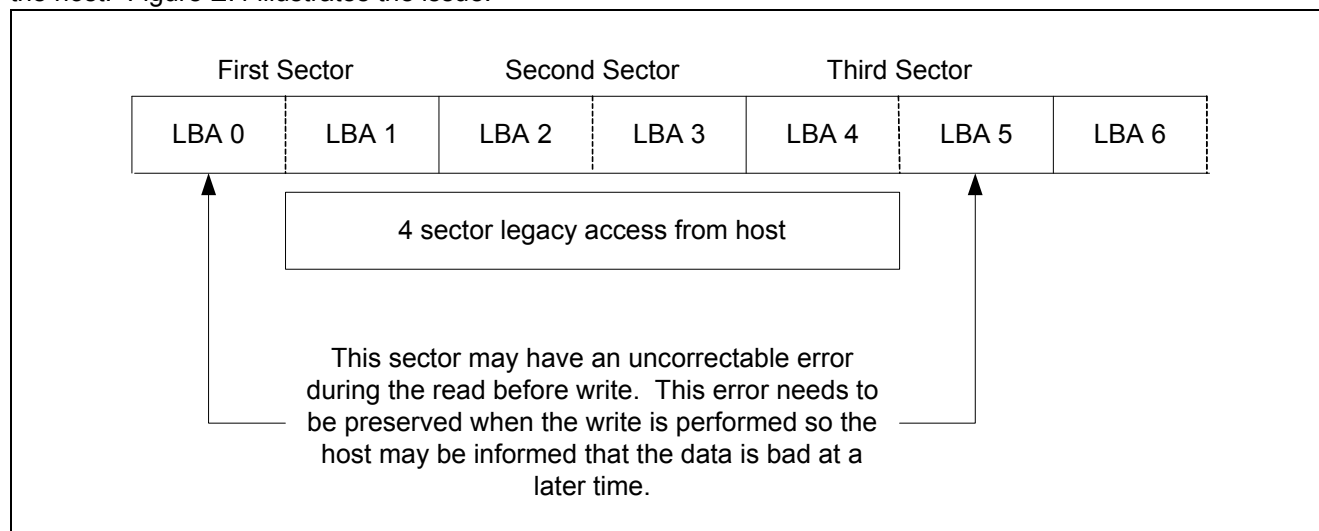 the host. Figure illustrates the issue.
First Sector Second Sector Third Sector
LBA 0 LBA 1 LBA 2 LBA 3 LBA 4 LBA 5 LBA 6
4 sector legacy access from host
This sector may have an uncorrectable error
during the read before write. This error needs to
be preserved when the write is performed so the
host may be informed that the data is bad at a
later time.